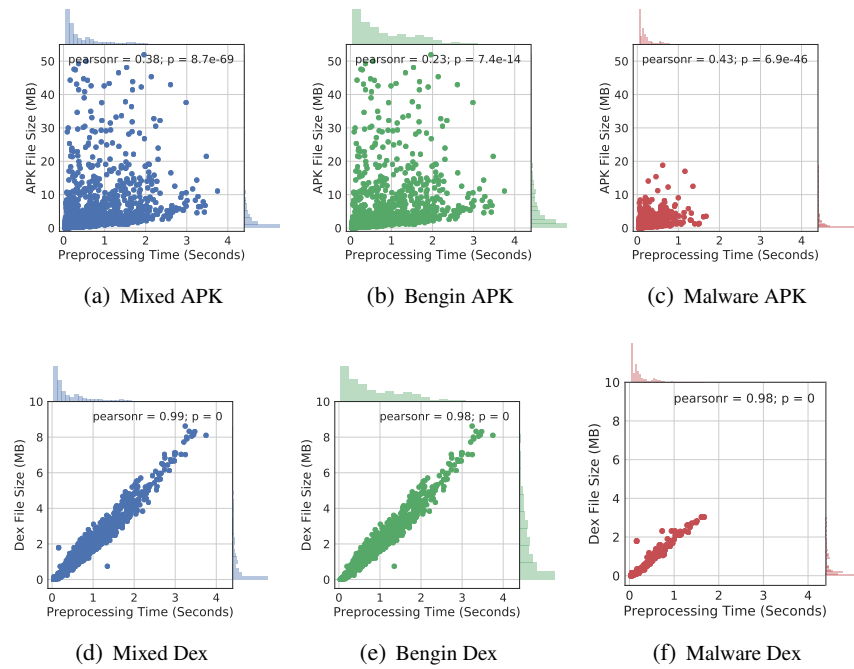 pearsonr = 0.38; p = 8.7e-69
APK File Size (MB)
50
40
30
20
10
0
0 1 2 3 4
Preprocessing Time (Seconds)
(a) Mixed APK
pearsonr = 0.23; p = 7.4e-14
APK File Size (MB)
50
40
30
20
10
0
0 1 2 3 4
Preprocessing Time (Seconds)
(b) Bengin APK
pearsonr = 0.43; p = 6.9e-46
APK File Size (MB)
50
40
30
20
10
0
0 1 2 3 4
Preprocessing Time (Seconds)
(c) Malware APK
pearsonr = 0.99; p = 0
Dex File Size (MB)
10
8
6
4
2
0
0 1 2 3 4
Preprocessing Time (Seconds)
(d) Mixed Dex
pearsonr = 0.98; p = 0
Dex File Size (MB)
10
8
6
4
2
0
0 1 2 3 4
Preprocessing Time (Seconds)
(e) Bengin Dex
pearsonr = 0.98; p = 0
Dex File Size (MB)
10
8
6
4
2
0
0 1 2 3 4
Preprocessing Time (Seconds)
(f) Malware Dex